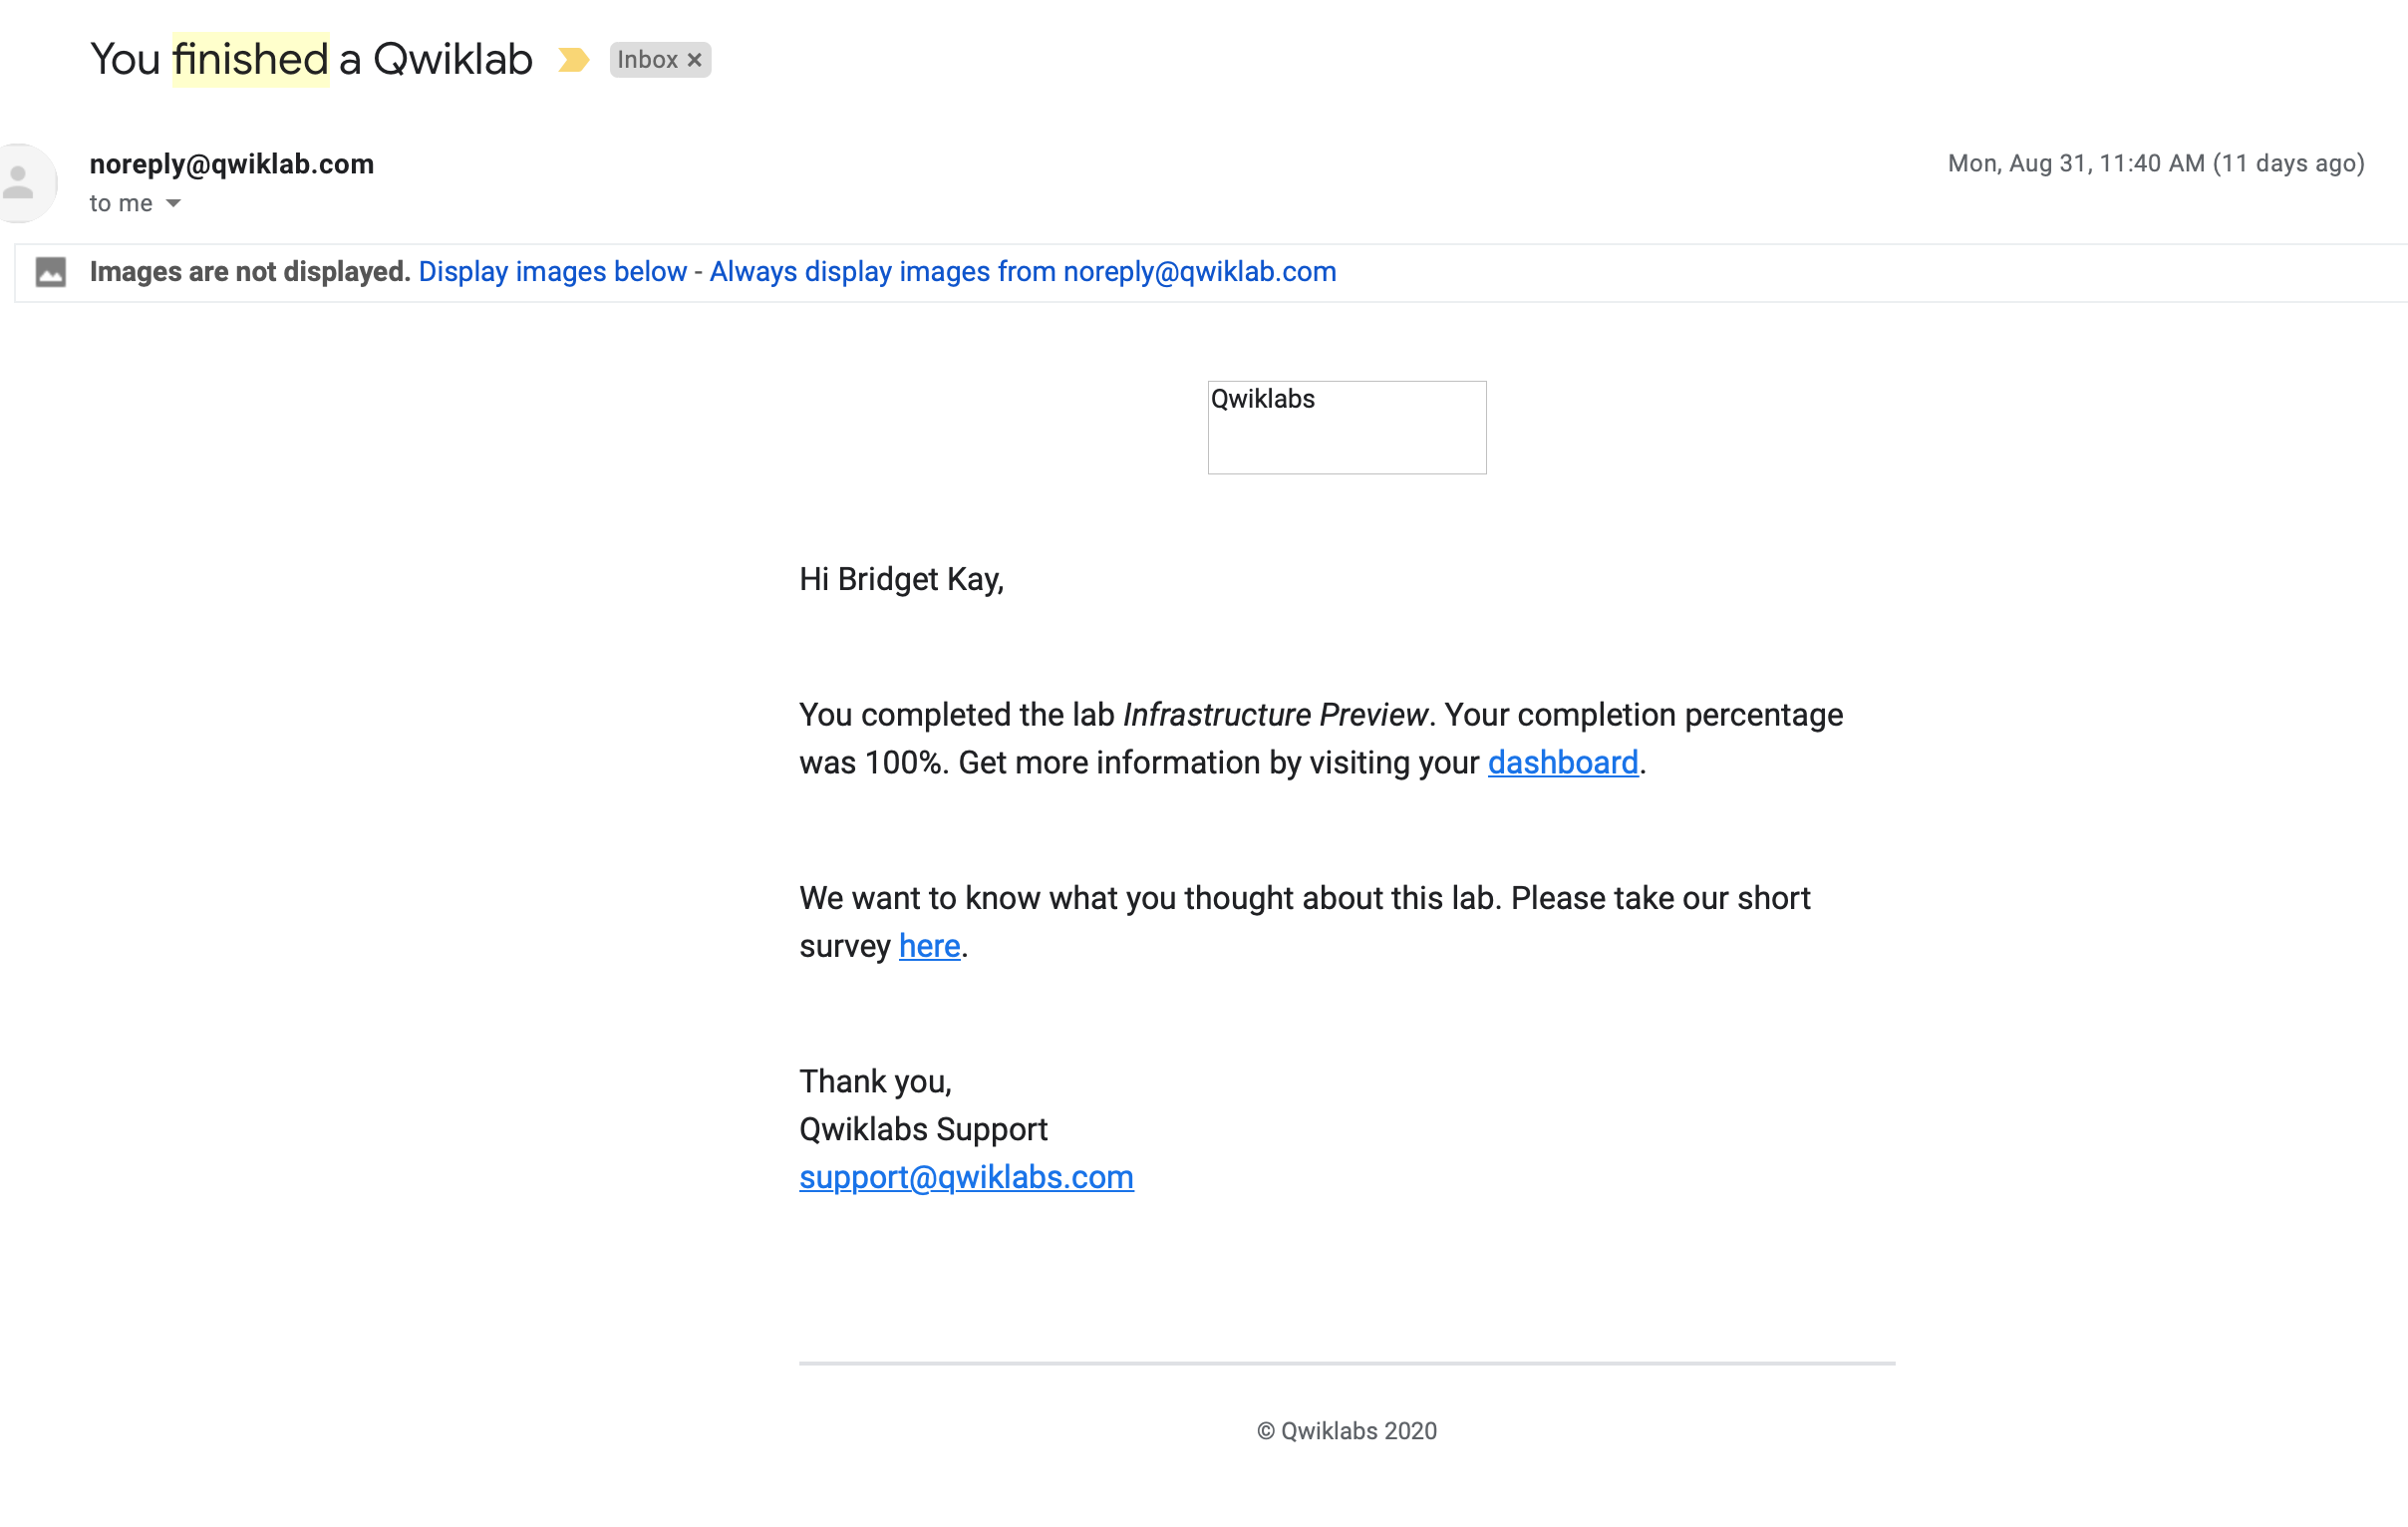 You finished a Qwiklab Inbox ×
noreply@qwiklab.com
Mon, Aug 31, 11:40 AM (11 days ago)
to me
Images are not displayed. Display images below - Always display images from noreply@qwiklab.com
Qwiklabs
Hi Bridget Kay,
You completed the lab Infrastructure Preview. Your completion percentage
was 100%. Get more information by visiting your dashboard.
We want to know what you thought about this lab. Please take our short
survey here.
Thank you,
Qwiklabs Support
support@qwiklabs.com
© Qwiklabs 2020